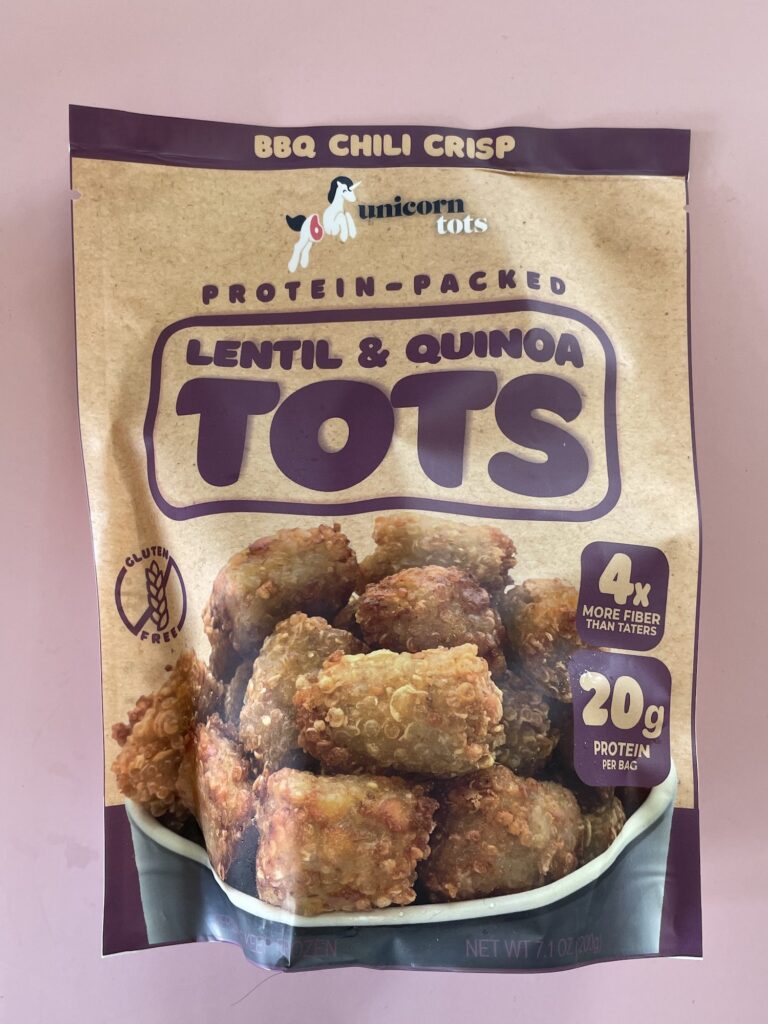 BBQ CHILI CRISP
unicorn
tots
PROTEIN-PACKED
LENTIL & QUINOA
TOTS
GLUTEN
FREE
4x
MORE FIBER
THAN TATERS
20g
PROTEIN
PER BAG
NET WT 7.1 OZ (200g)